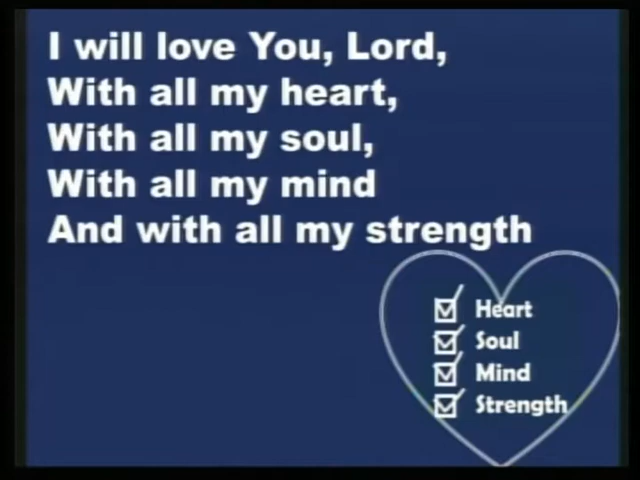 I will love You, Lord,
With all my heart,
With all my soul,
With all my mind
And with all my strength
Heart
Soul
Mind
Strength